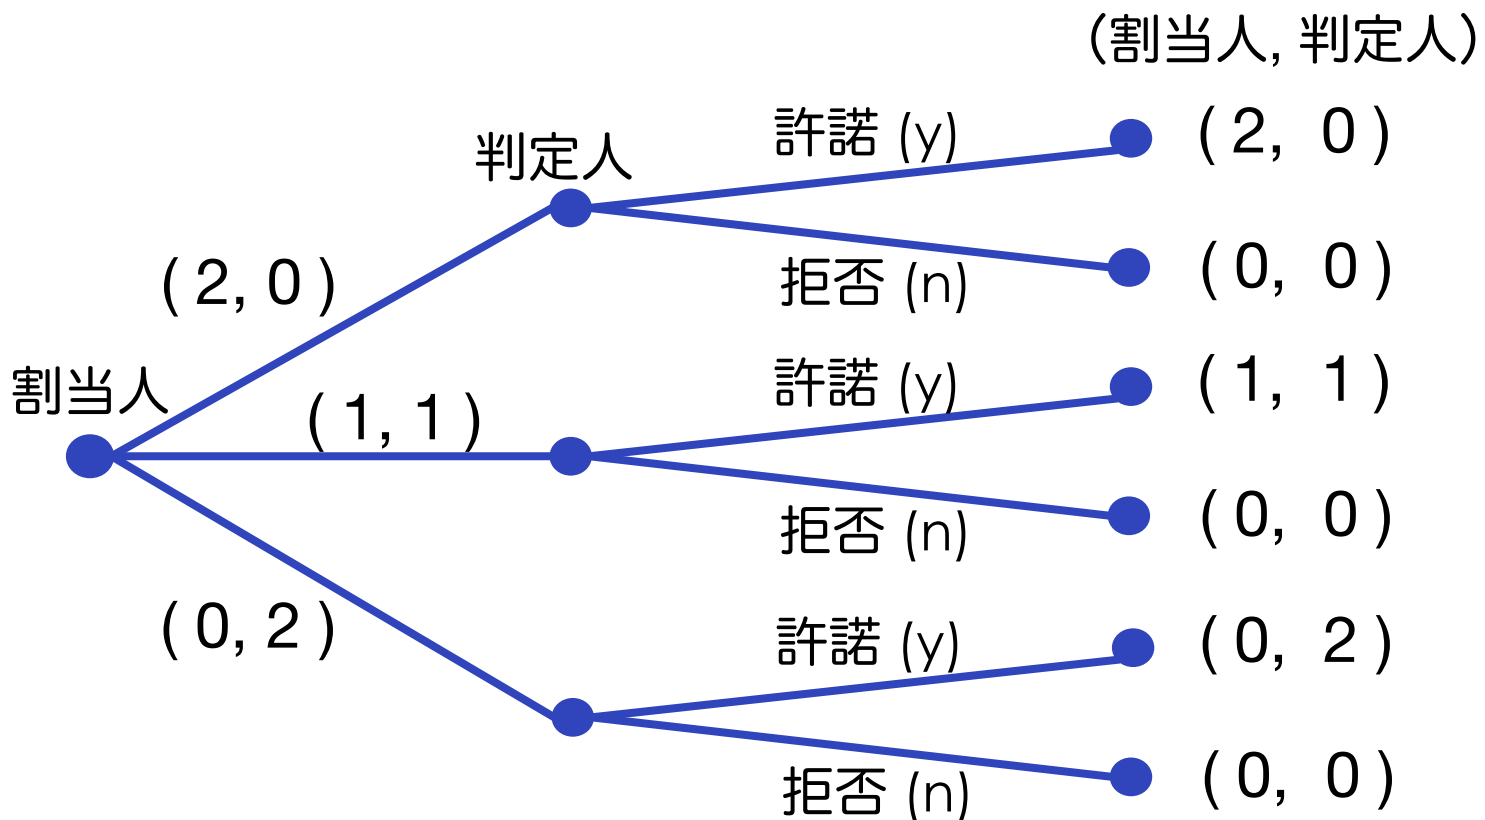 (割当人, 判定人)
判定人
許諾 (y)
( 2, 0 )
( 2, 0 )
拒否 (n)
( 0, 0 )
割当人
( 1, 1 )
許諾 (y)
( 1, 1 )
拒否 (n)
( 0, 0 )
( 0, 2 )
許諾 (y)
( 0, 2 )
拒否 (n)
( 0, 0 )